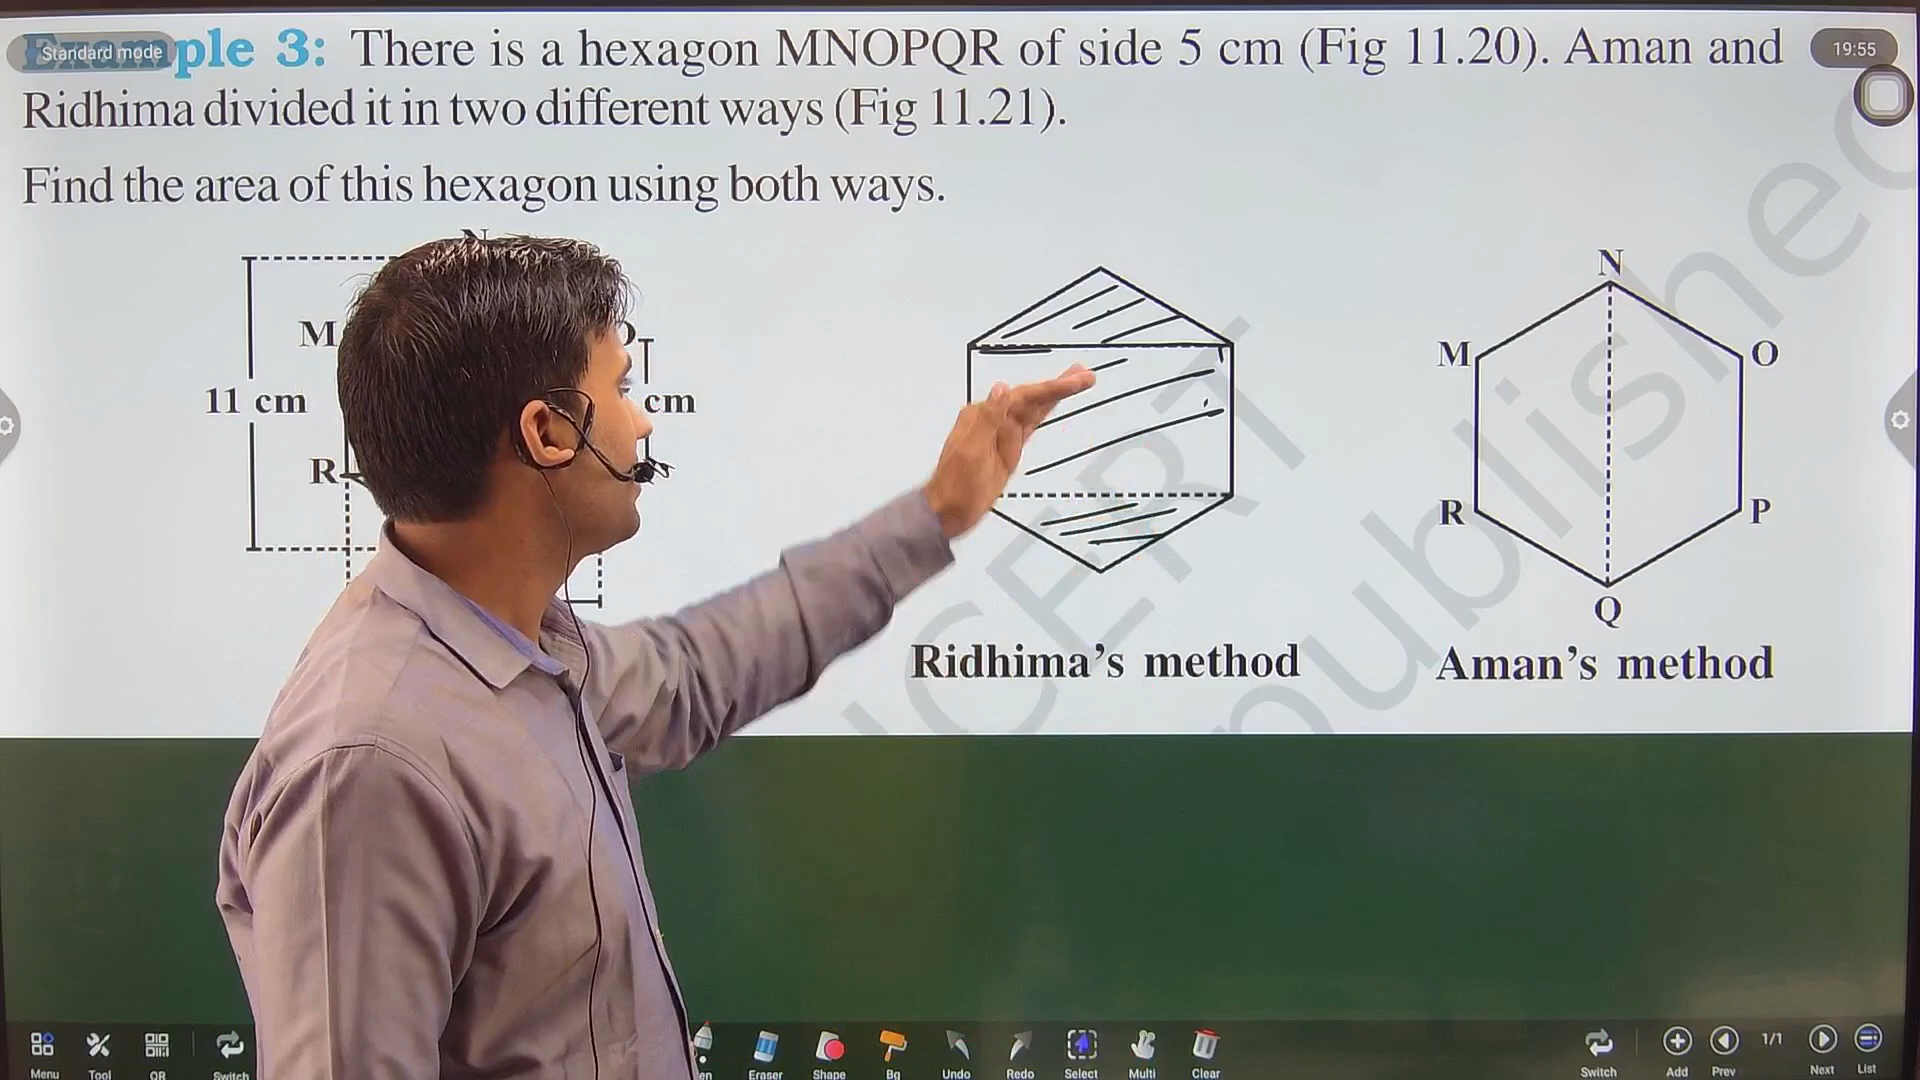 Standard mode
Example 3: There is a hexagon MNOPQR of side 5 cm (Fig 11.20). Aman and
19:55
Ridhima divided it in two different ways (Fig 11.21).
Find the area of this hexagon using both ways.
N
M
11 cm
cm
R
N
M
O
R
P
Q
Ridhima's method
Aman's method
NCERT
published
Menu
Tool
QR
Switch
Eraser
Shape
Bg
Undo
Redo
Select
Multi
Clear
Switch
Add
Prev
1/1
Next
List